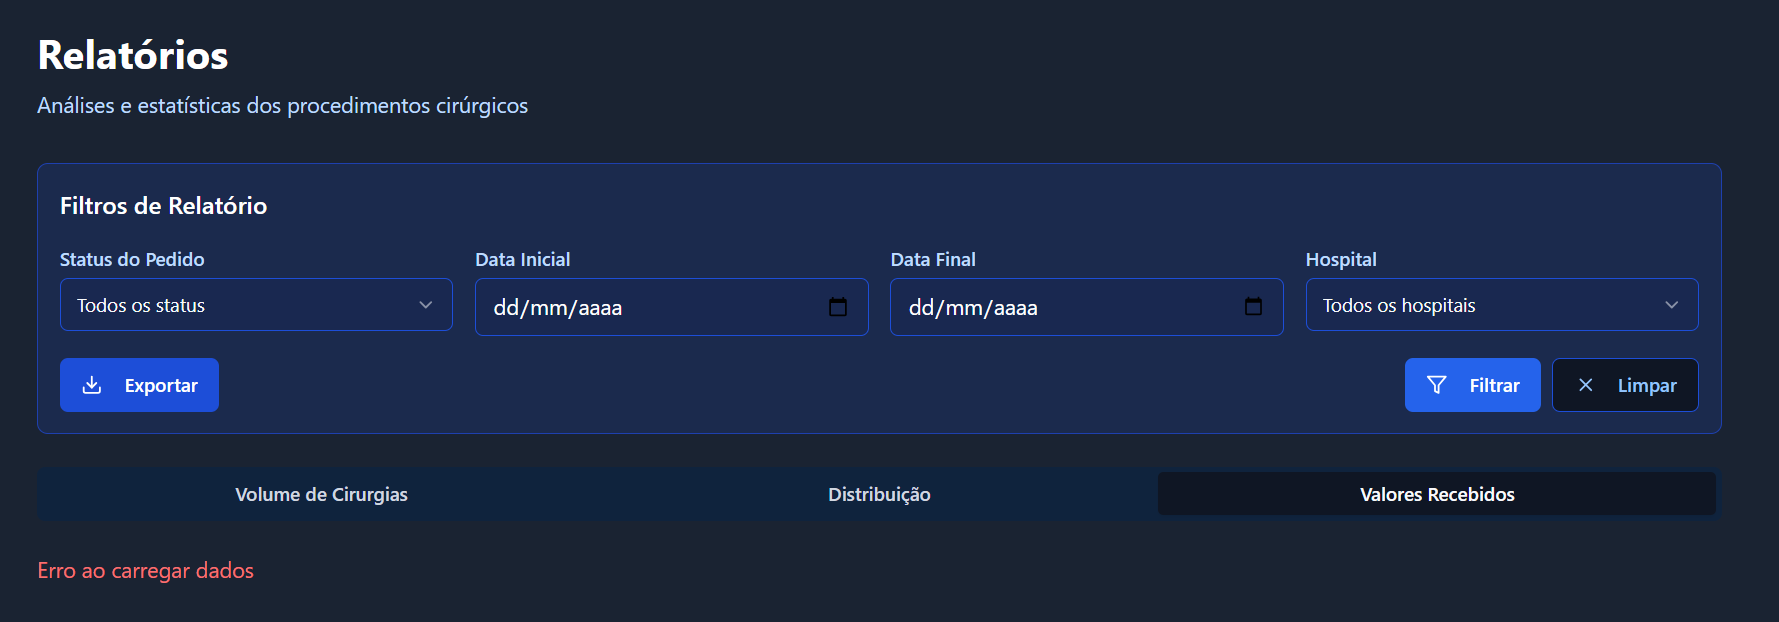 Relatórios
Análises e estatísticas dos procedimentos cirúrgicos
Filtros de Relatório
Status do Pedido
Data Inicial
Data Final
Hospital
Todos os status
dd/mm/aaaa
dd/mm/aaaa
Todos os hospitais
Exportar
Filtrar
Limpar
Volume de Cirurgias
Distribuição
Valores Recebidos
Erro ao carregar dados